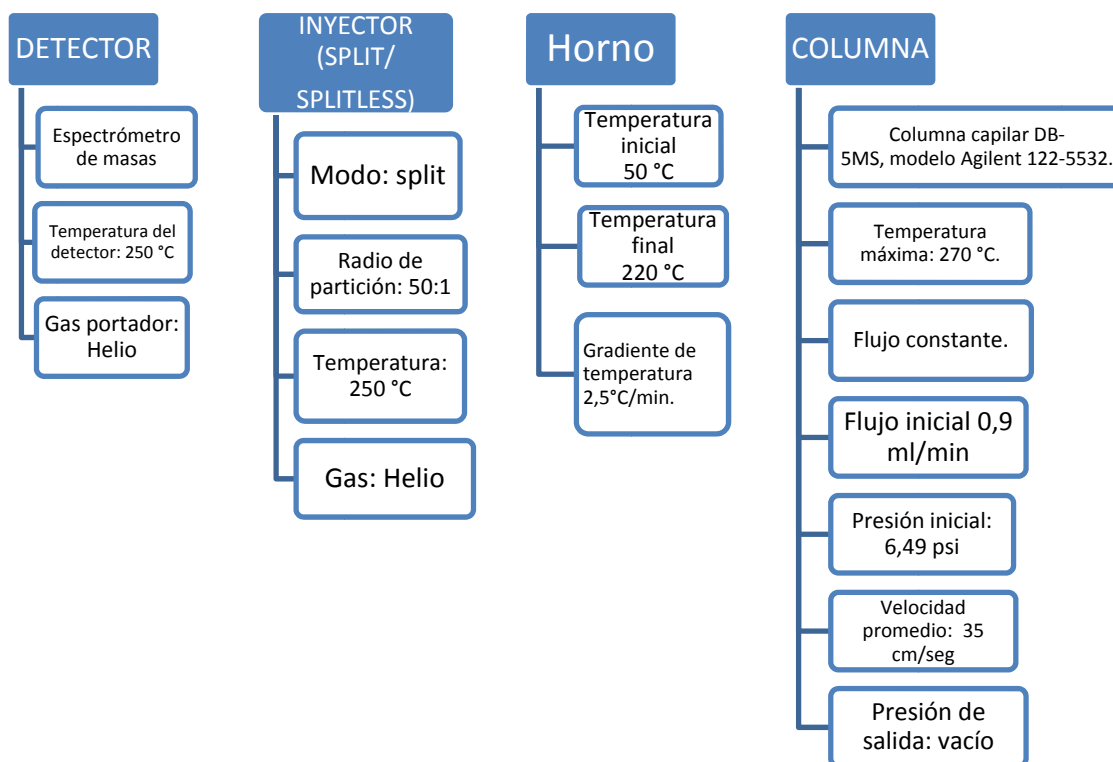 DETECTOR
Espectrómetro
de masas
Temperatura del
detector: 250 °C
Gas portador:
Helio
INYECTOR
(SPLIT/
SPLITLESS)
Modo: split
Radio de
partición: 50:1
Temperatura:
250 °C
Gas: Helio
Horno
Temperatura
inicial
50 °C
Temperatura
final
220 °C
Gradiente de
temperatura
2,5°C/min.
COLUMNA
Columna capilar DB-
5MS, modelo Agilent 122-5532.
Temperatura
máxima: 270 °C.
Flujo constante.
Flujo inicial 0,9
ml/min
Presión inicial:
6,49 psi
Velocidad
promedio: 35
cm/seg
Presión de
salida: vacío